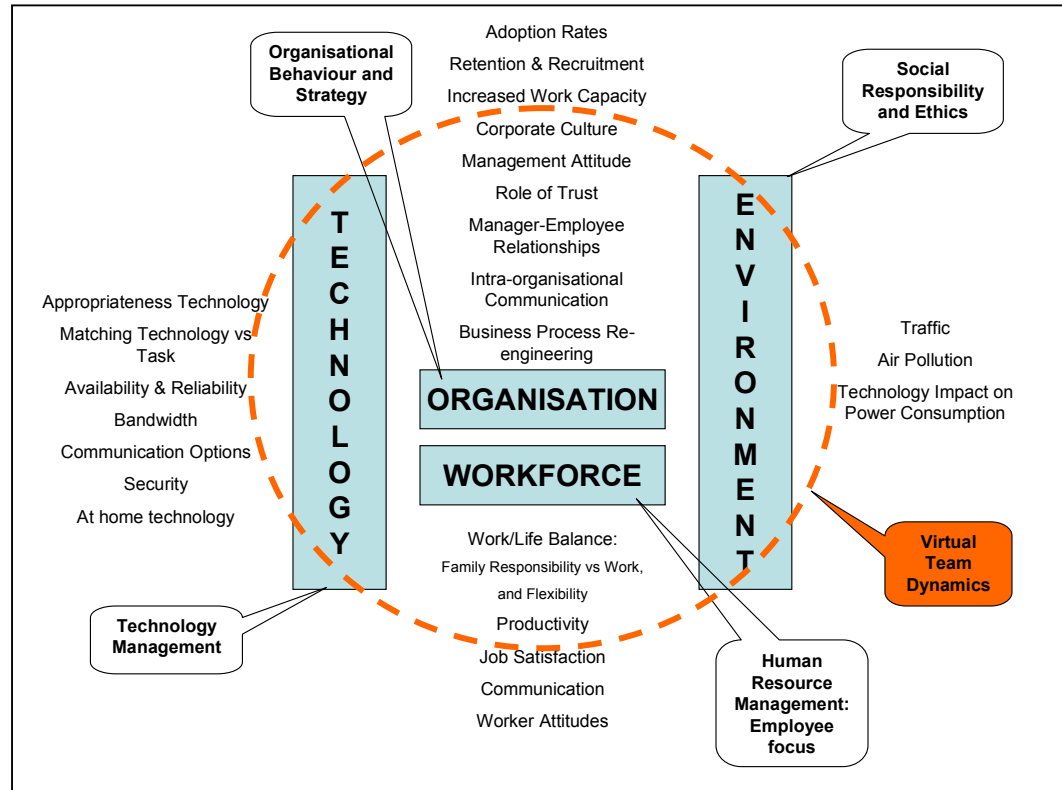 Organisational
Behaviour and
Strategy
Adoption Rates
Retention & Recruitment
Increased Work Capacity
Corporate Culture
Management Attitude
Role of Trust
Manager-Employee
Relationships
Intra-organisational
Communication
Business Process Re-
engineering
Social
Responsibility
and Ethics
TECHNOLOGY
ENVIRONMENT
Appropriateness Technology
Matching Technology vs
Task
Availability & Reliability
Bandwidth
Communication Options
Security
At home technology
ORGANISATION
WORKFORCE
Traffic
Air Pollution
Technology Impact on
Power Consumption
Work/Life Balance:
Family Responsibility vs Work,
and Flexibility
Productivity
Job Satisfaction
Communication
Worker Attitudes
Virtual
Team
Dynamics
Technology
Management
Human
Resource
Management:
Employee
focus